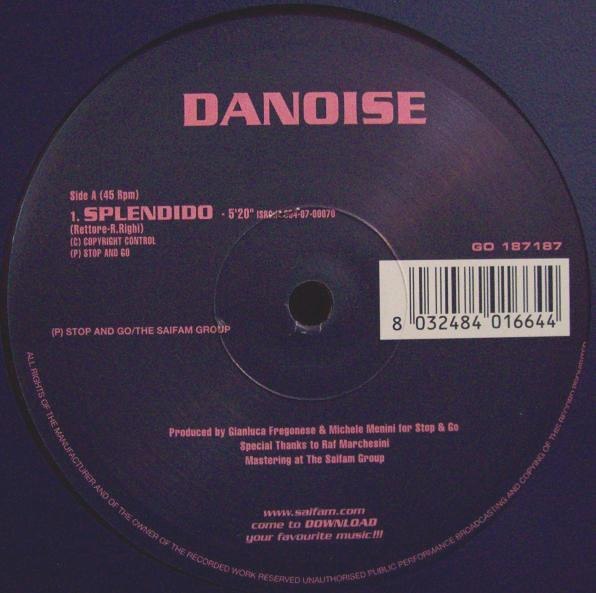 DANOISE
Side A (45 Rpm)
1. SPLENDIDO - 5'20"
(Rettore-R.Righi)
(C) COPYRIGHT CONTROL
(P) STOP AND GO
GO 187187
8 032484 016644
(P) STOP AND GO/THE SAIFAM GROUP
Produced by Gianluca Fregonese & Michele Menini for Stop & Go
Special Thanks to Raf Marchesini
Mastering at The Saifam Group
www.saifam.com
come to DOWNLOAD
your favourite music!!!
ALL RIGHTS OF THE MANUFACTURER AND OF THE OWNER OF THE RECORDED WORK RESERVED UNAUTHORISED PUBLIC PERFORMANCE BROADCASTING AND COPYING OF THIS